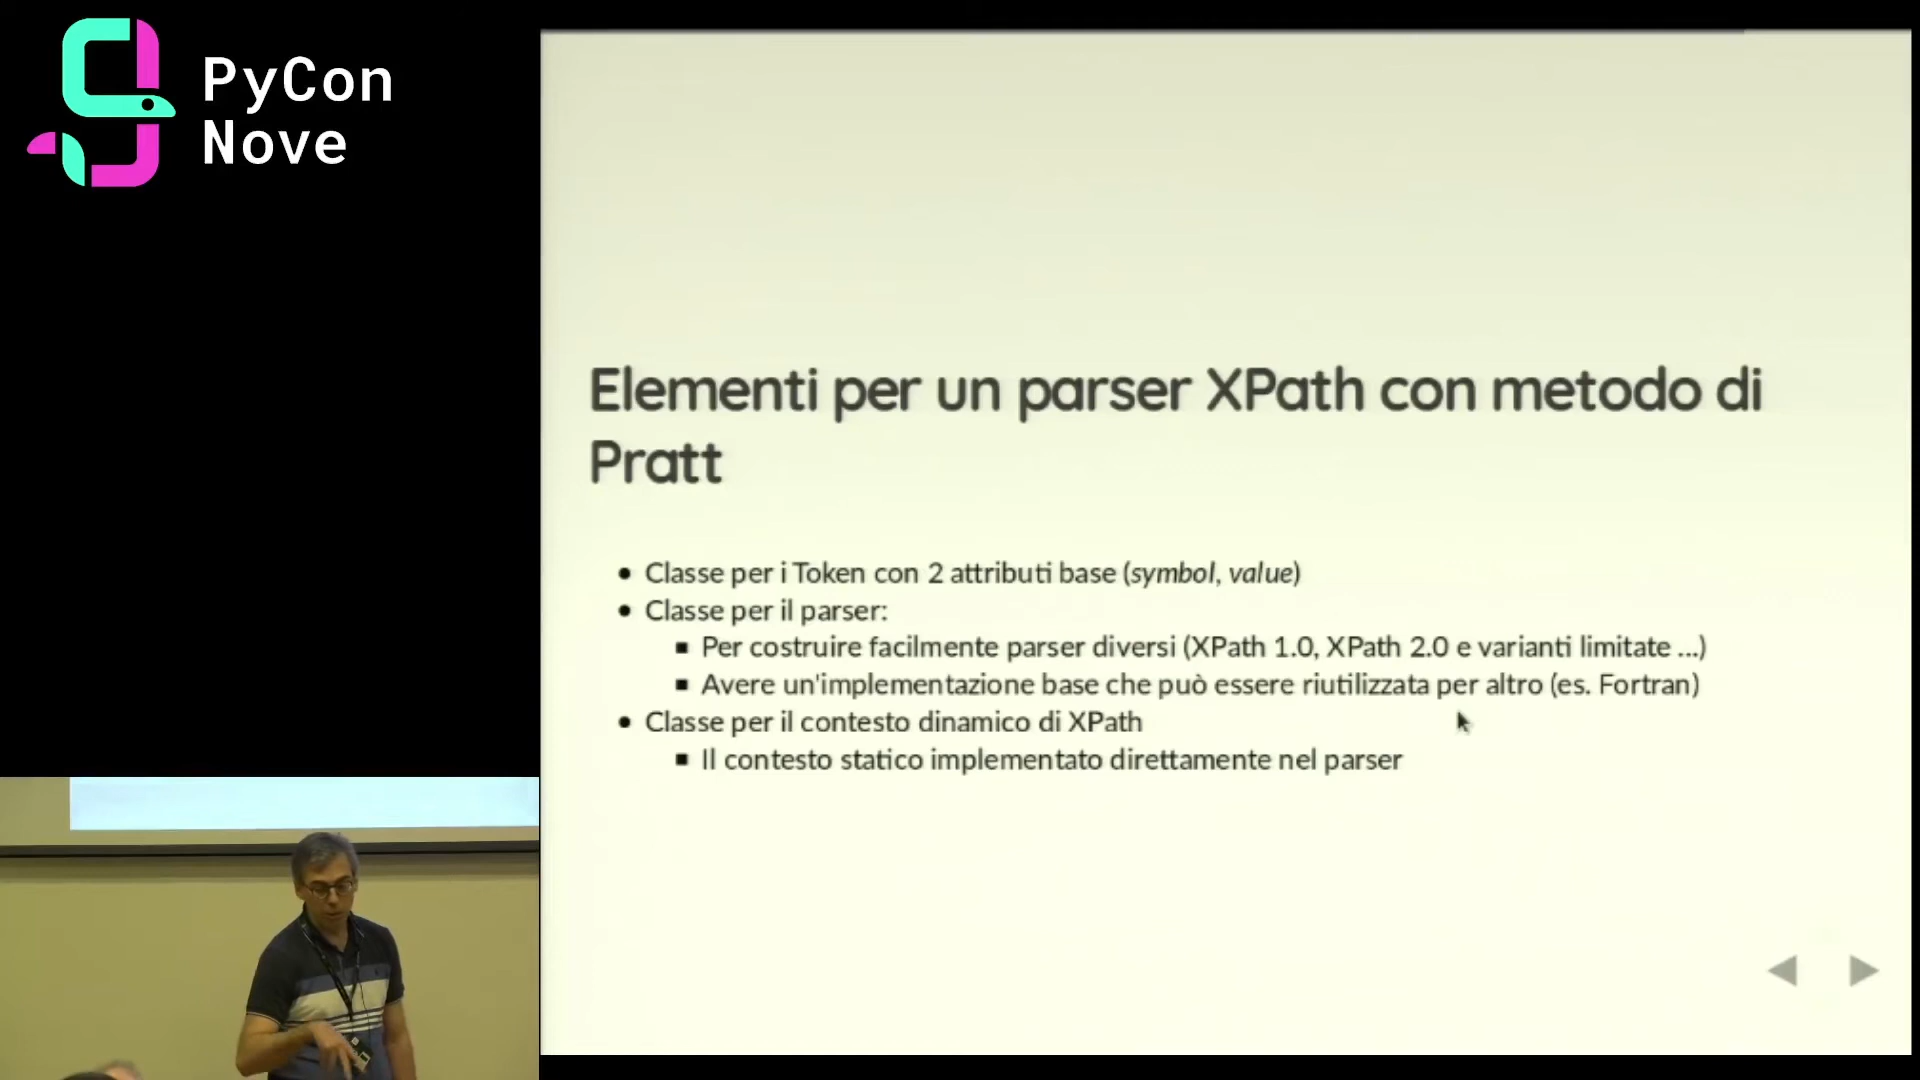 PyCon
Nove
Elementi per un parser XPath con metodo di
Pratt
Classe per i Token con 2 attributi base (symbol, value)
Classe per il parser:
Per costruire facilmente parser diversi (XPath 1.0, XPath 2.0 e varianti limitate ...)
Avere un'implementazione base che può essere riutilizzata per altro (es. Fortran)
Classe per il contesto dinamico di XPath
Il contesto statico implementato direttamente nel parser